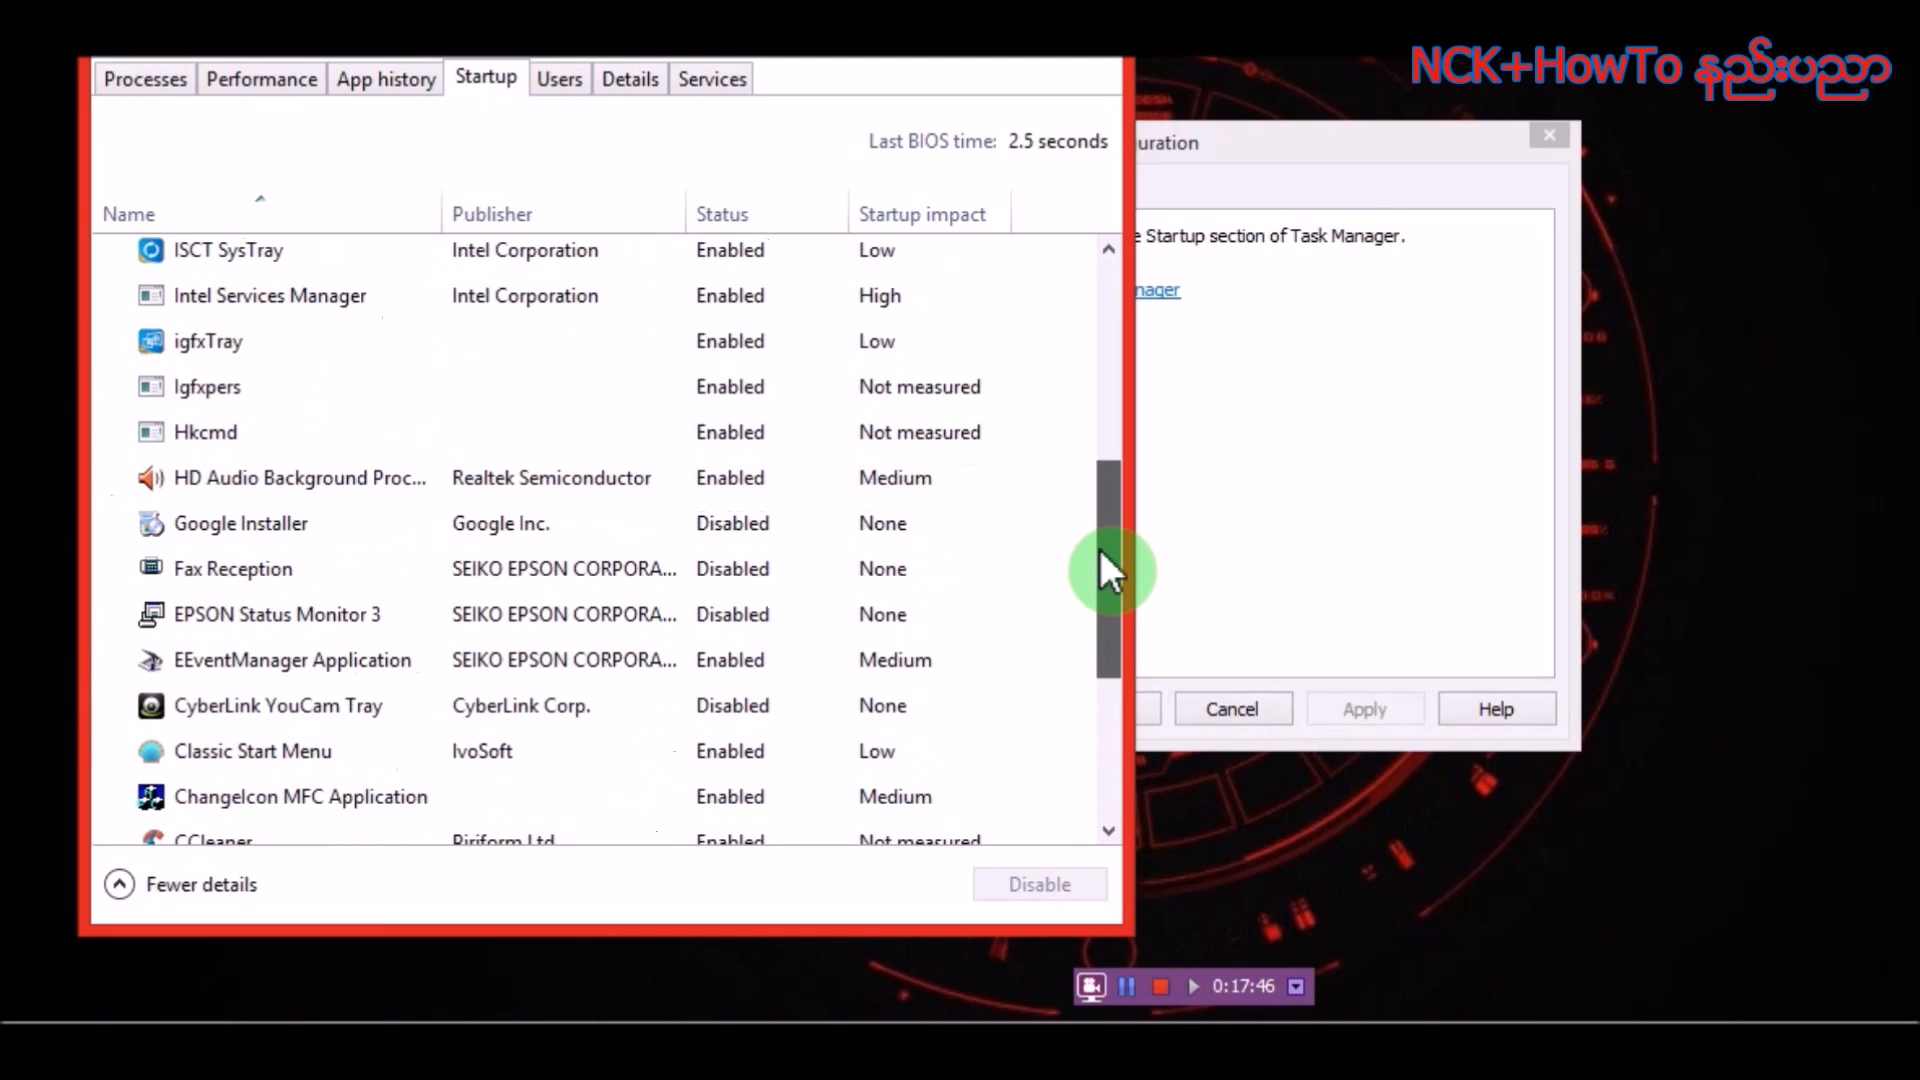 NCK+HowTo နည်းပညာ
Processes Performance App history Startup Users Details Services
Last BIOS time: 2.5 seconds
uration
Name Publisher Status Startup impact
ISCT SysTray Intel Corporation Enabled Low
e Startup section of Task Manager.
Intel Services Manager Intel Corporation Enabled High
nager
igfxTray Enabled Low
Igfxpers Enabled Not measured
Hkcmd Enabled Not measured
HD Audio Background Proc... Realtek Semiconductor Enabled Medium
Google Installer Google Inc. Disabled None
Fax Reception SEIKO EPSON CORPORA... Disabled None
EPSON Status Monitor 3 SEIKO EPSON CORPORA... Disabled None
EEventManager Application SEIKO EPSON CORPORA... Enabled Medium
CyberLink YouCam Tray CyberLink Corp. Disabled None
Cancel Apply Help
Classic Start Menu IvoSoft Enabled Low
ChangeIcon MFC Application Enabled Medium
CCleaner Piriform Ltd Enabled Not measured
Fewer details Disable
0:17:46